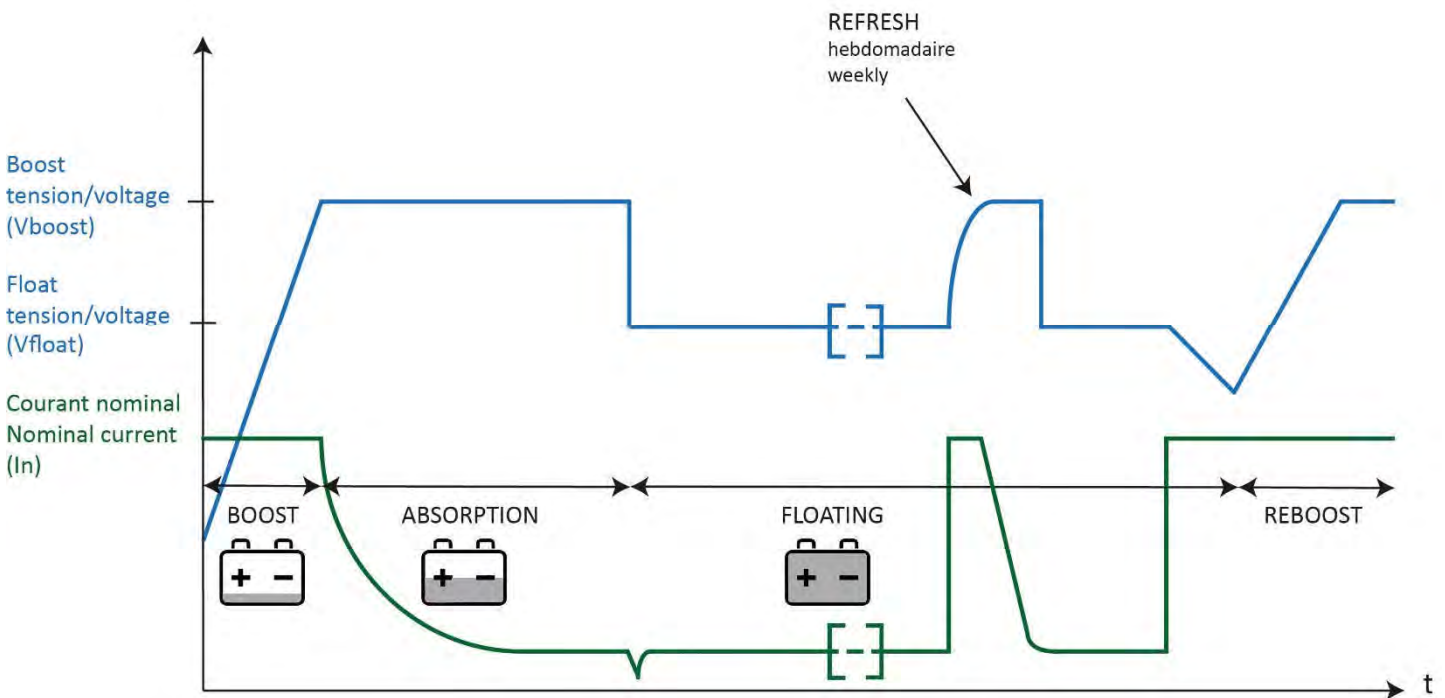 REFRESH
hebdomadaire
weekly
Boost
tension/voltage
(Vboost)
Float
tension/voltage
(Vfloat)
Courant nominal
Nominal current
(In)
BOOST
ABSORPTION
FLOATING
REBOOST
+ −
+ −
+ −
t